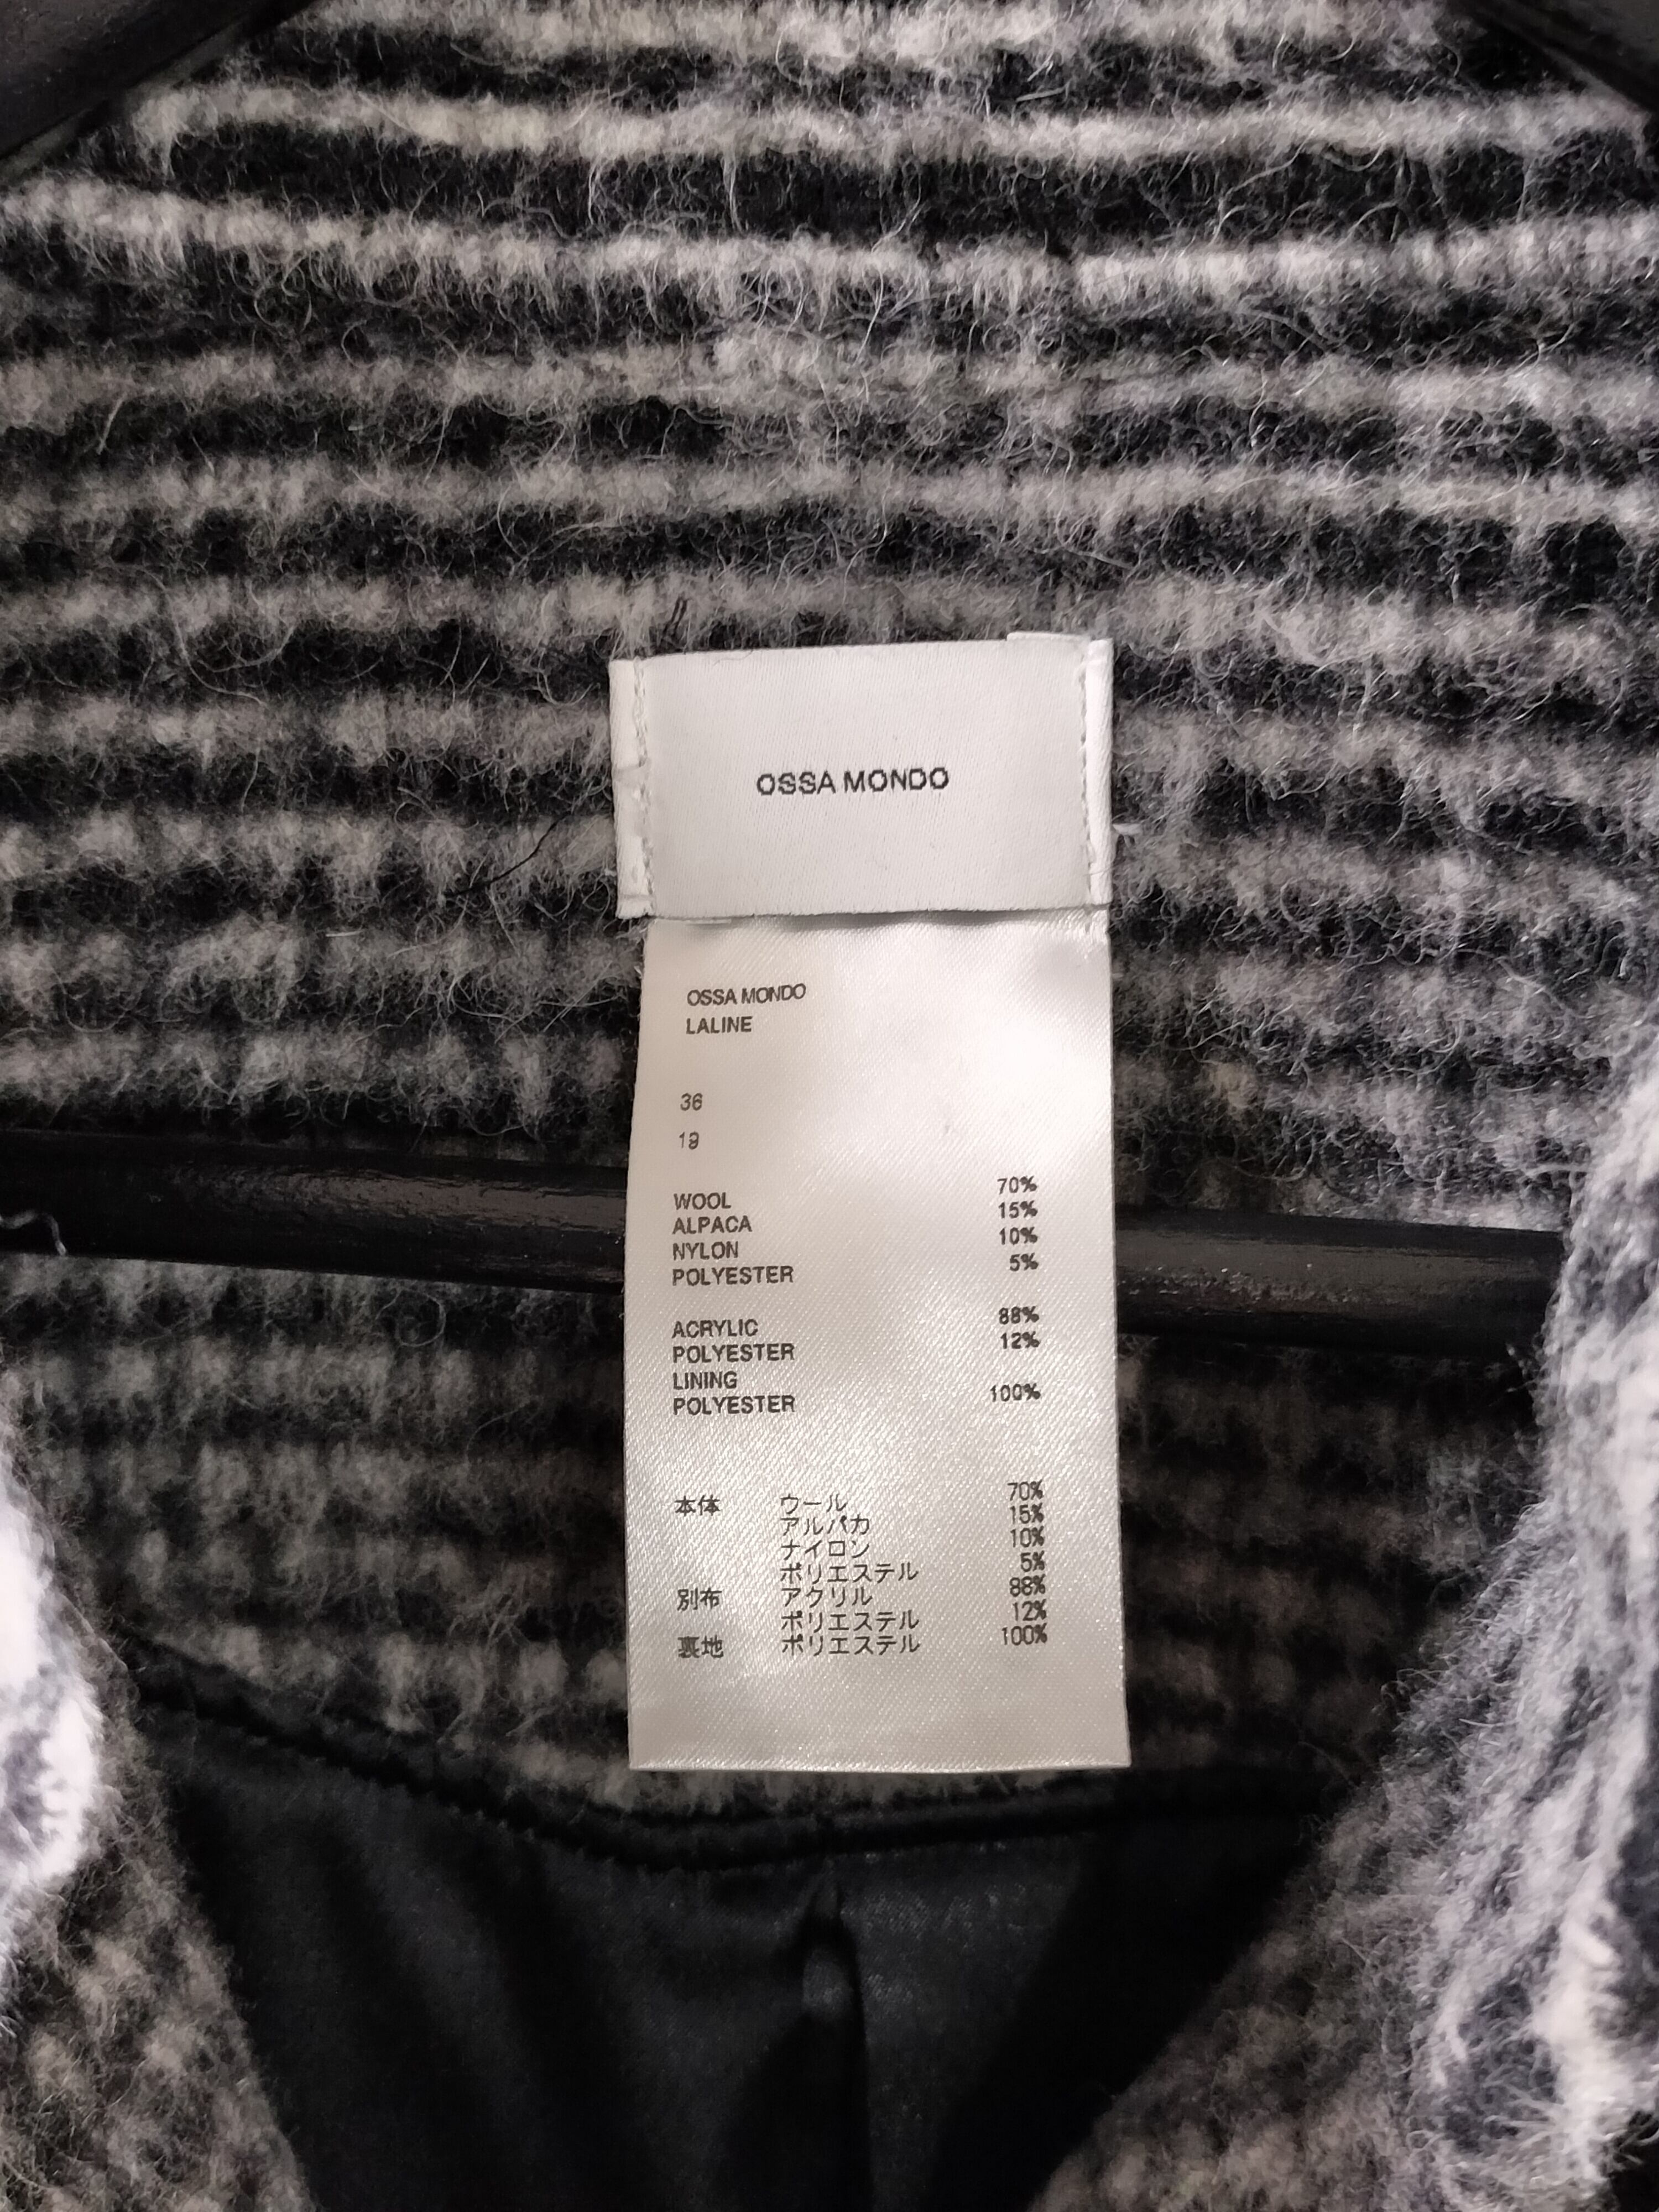 OSSA MONDO
OSSA MONDO
LALINE
36
19
WOOL 70%
ALPACA 15%
NYLON 10%
POLYESTER 5%
ACRYLIC 88%
POLYESTER 12%
LINING
POLYESTER 100%
本体 ウール 70%
アルパカ 15%
ナイロン 10%
ポリエステル 5%
別布 アクリル 88%
ポリエステル 12%
裏地 ポリエステル 100%